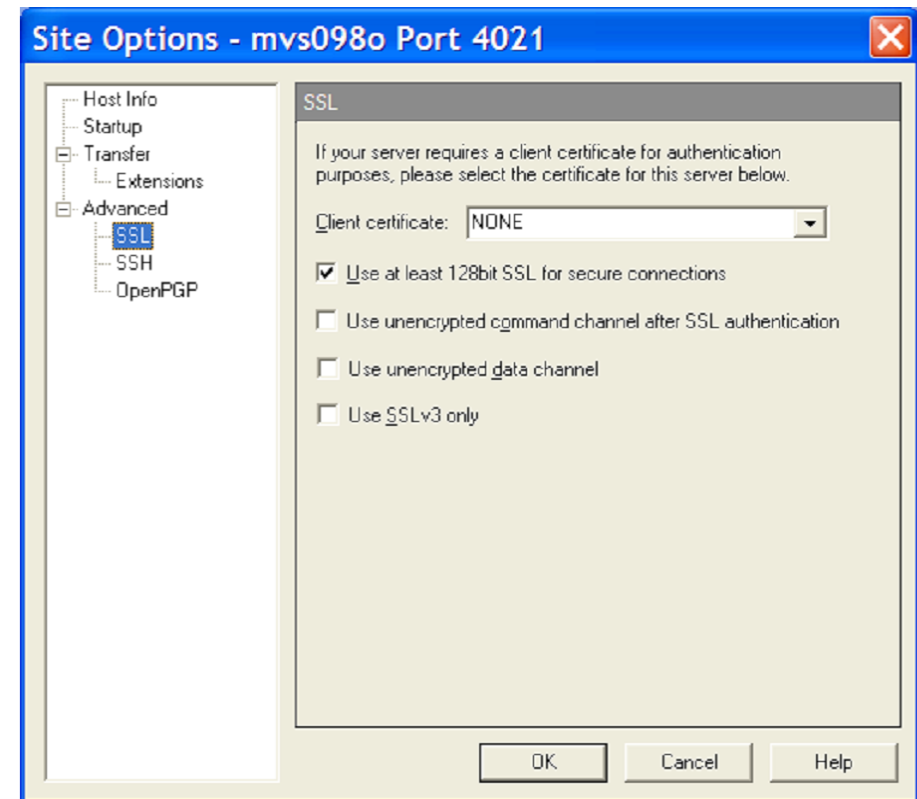 Site Options - mvs098o Port 4021
Host Info
Startup
Transfer
Extensions
Advanced
SSL
SSH
OpenPGP
SSL
If your server requires a client certificate for authentication
purposes, please select the certificate for this server below.
Client certificate: NONE
Use at least 128bit SSL for secure connections
Use unencrypted command channel after SSL authentication
Use unencrypted data channel
Use SSLv3 only
OK Cancel Help